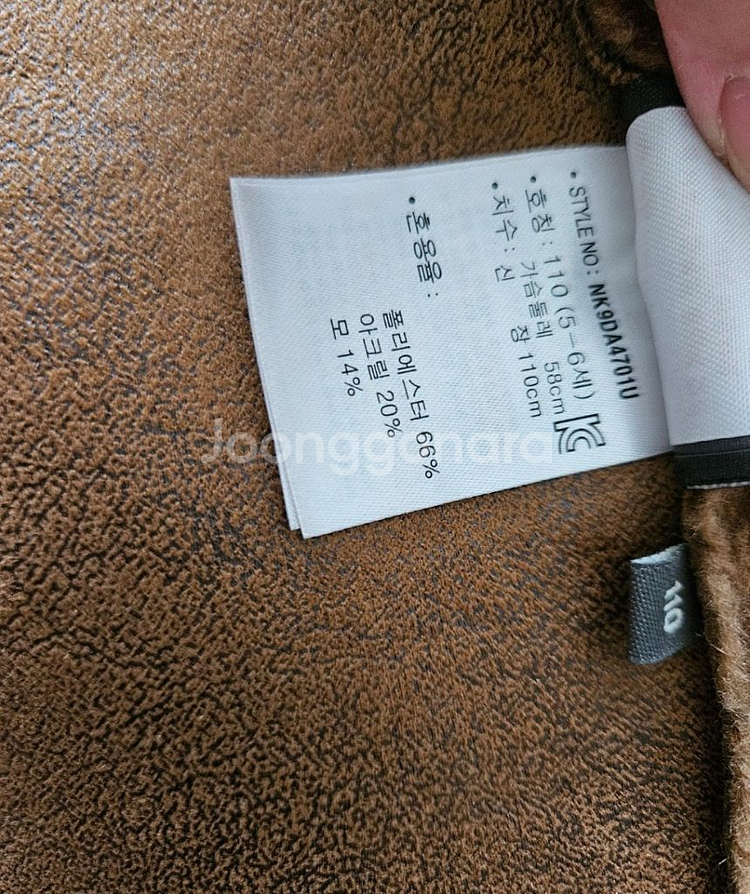 • STYLE NO : NK9DA4701U
• 호칭 : 110 (5-6세)
• 치수 : 가슴둘레 58cm
신 장 110cm
• 혼용율 :
폴리에스터 66%
아크릴 20%
모 14%
110
Joonggonara